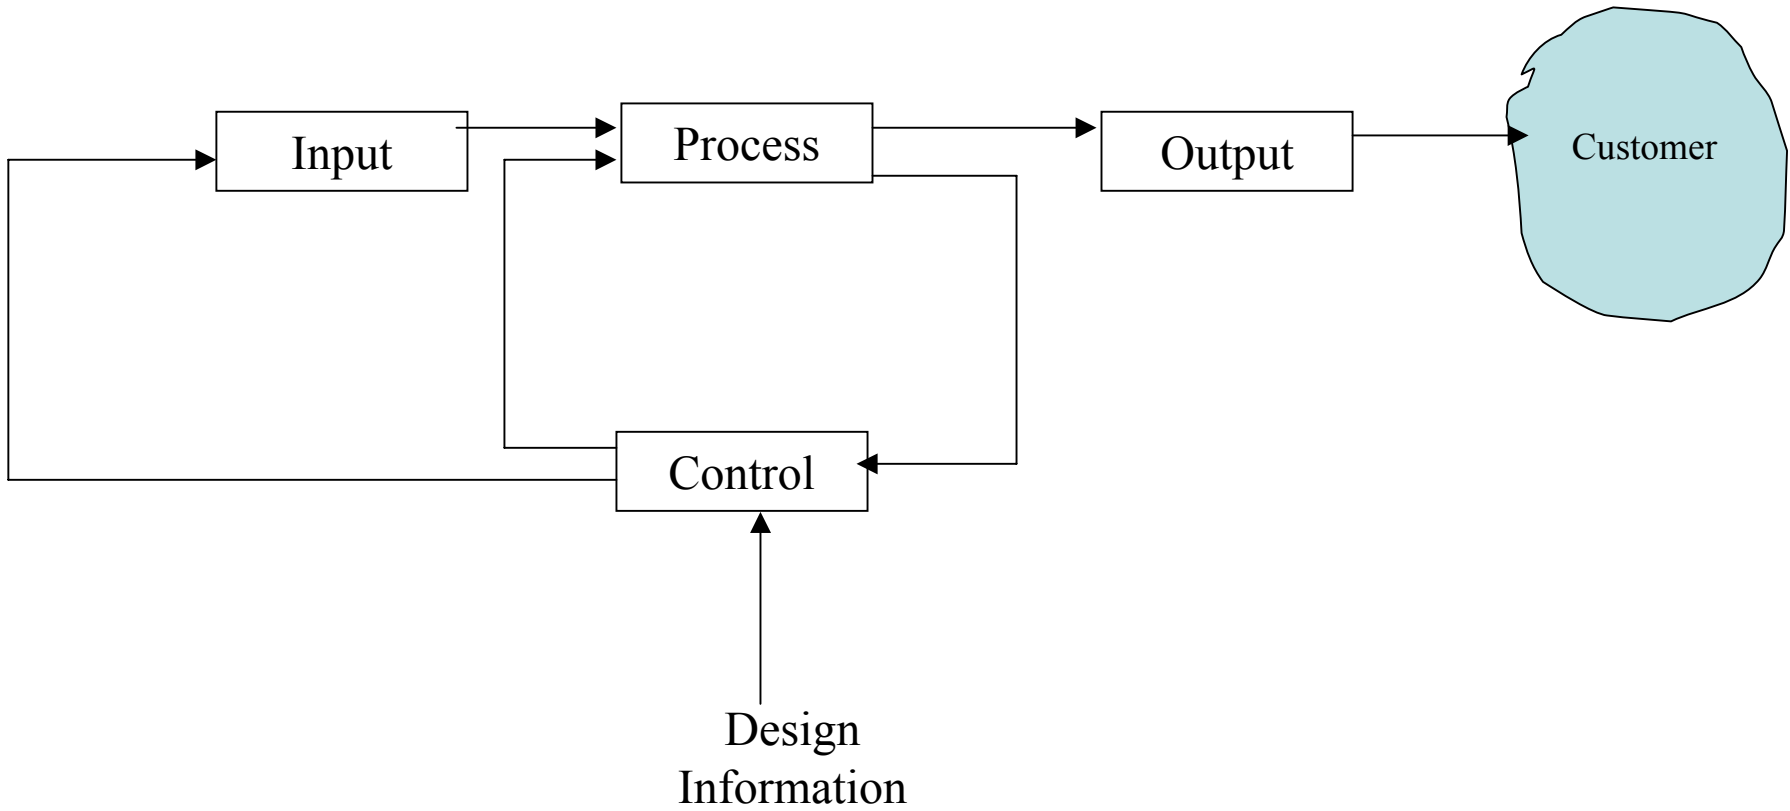 Input
Process
Output
Customer
Control
Design
Information